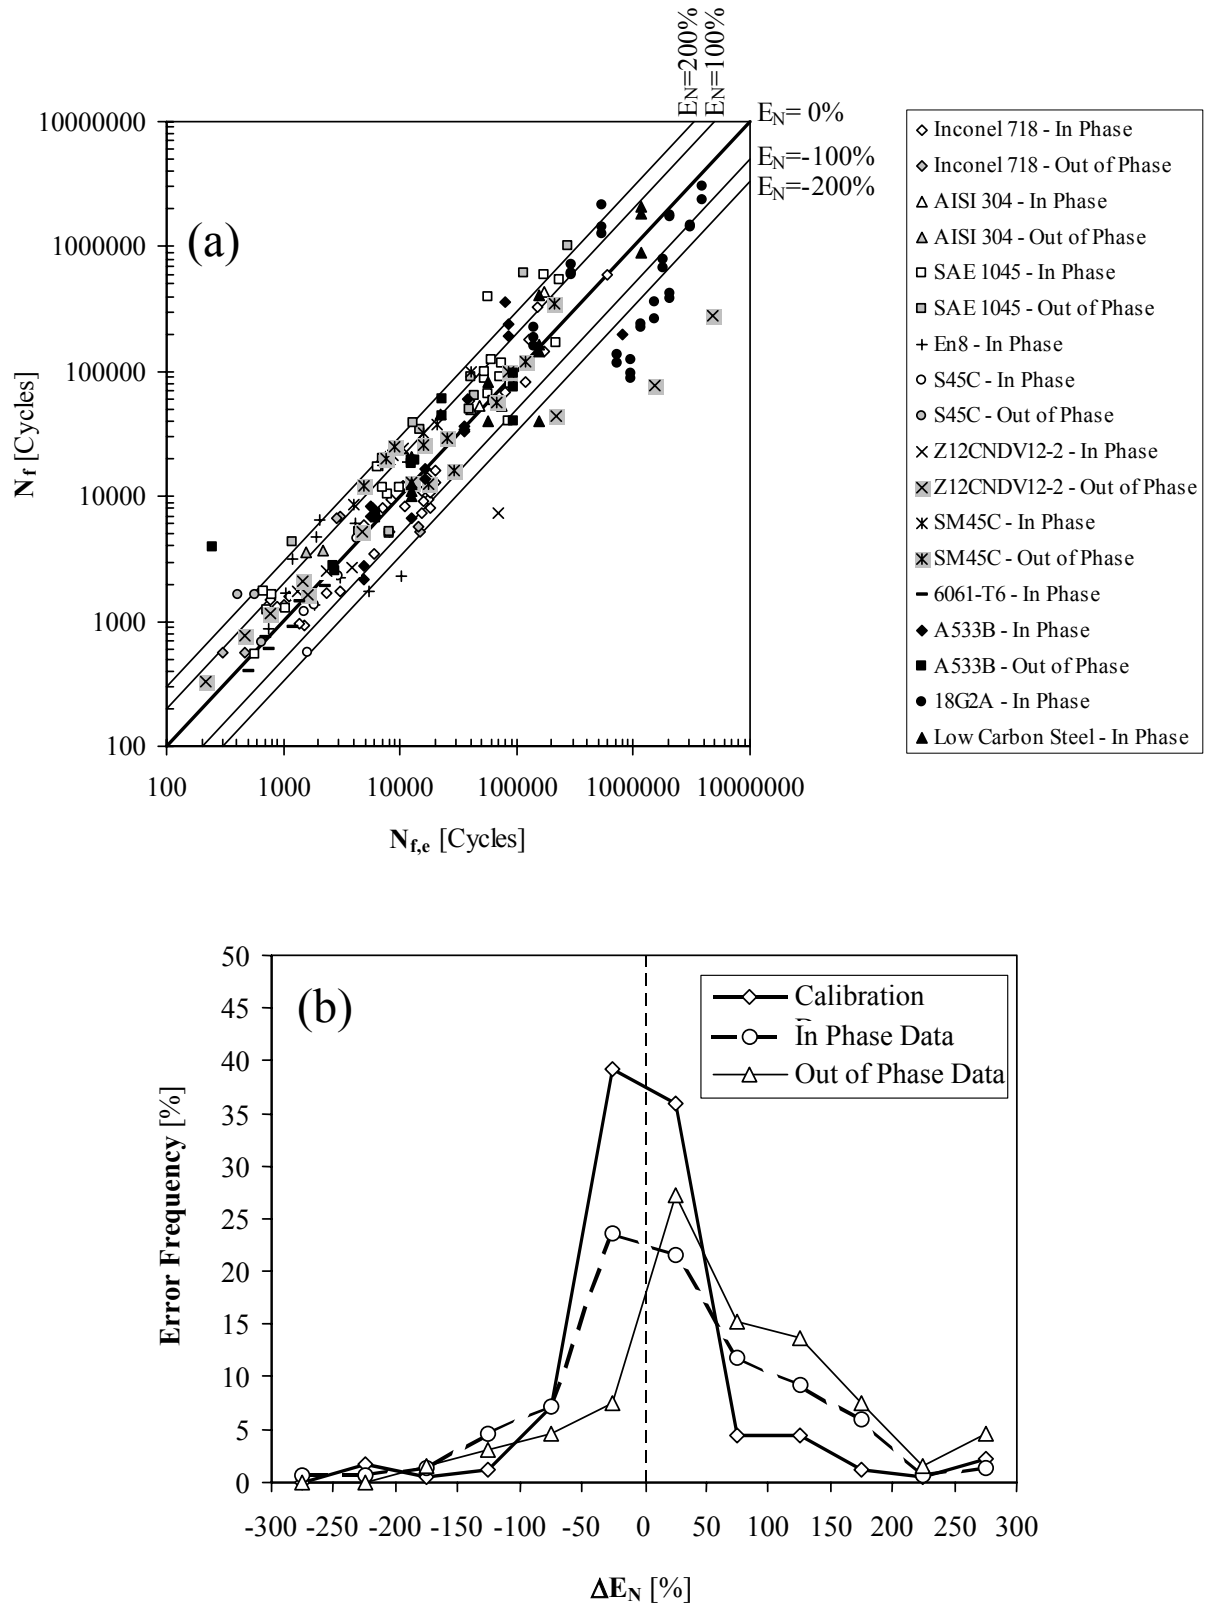 E_N=200%
E_N=100%
E_N= 0%
E_N=-100%
E_N=-200%
(a)
10000000
1000000
100000
10000
1000
100
N_f [Cycles]
100 1000 10000 100000 1000000 10000000
N_f,e [Cycles]
Inconel 718 - In Phase
Inconel 718 - Out of Phase
AISI 304 - In Phase
AISI 304 - Out of Phase
SAE 1045 - In Phase
SAE 1045 - Out of Phase
En8 - In Phase
S45C - In Phase
S45C - Out of Phase
Z12CNDV12-2 - In Phase
Z12CNDV12-2 - Out of Phase
SM45C - In Phase
SM45C - Out of Phase
6061-T6 - In Phase
A533B - In Phase
A533B - Out of Phase
18G2A - In Phase
Low Carbon Steel - In Phase
(b)
50
45
40
35
30
25
20
15
10
5
0
Error Frequency [%]
Calibration
In Phase Data
Out of Phase Data
-300 -250 -200 -150 -100 -50 0 50 100 150 200 250 300
ΔE_N [%]